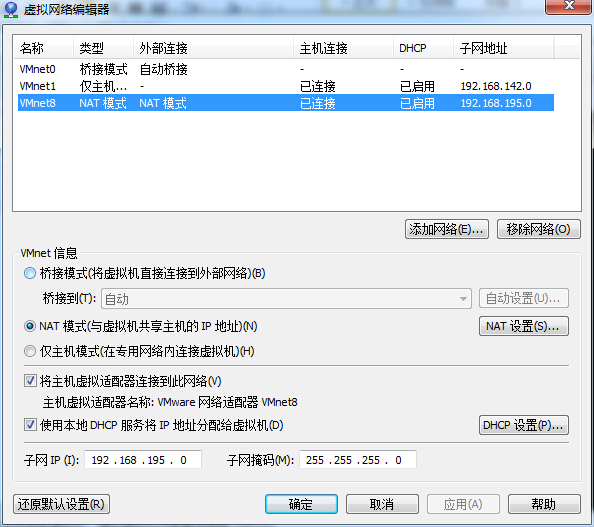 虚拟网络编辑器
名称 类型 外部连接 主机连接 DHCP 子网地址
VMnet0 桥接模式 自动桥接 - - -
VMnet1 仅主机... - 已连接 已启用 192.168.142.0
VMnet8 NAT 模式 NAT 模式 已连接 已启用 192.168.195.0
添加网络(E)... 移除网络(O)
VMnet 信息
桥接模式(将虚拟机直接连接到外部网络)(B)
桥接到(T): 自动 自动设置(U)...
NAT 模式(与虚拟机共享主机的 IP 地址)(N) NAT 设置(S)...
仅主机模式(在专用网络内连接虚拟机)(H)
将主机虚拟适配器连接到此网络(V)
主机虚拟适配器名称: VMware 网络适配器 VMnet8
使用本地 DHCP 服务将 IP 地址分配给虚拟机(D) DHCP 设置(P)...
子网 IP (I): 192 .168 .195 . 0 子网掩码(M): 255 .255 .255 . 0
还原默认设置(R) 确定 取消 应用(A) 帮助